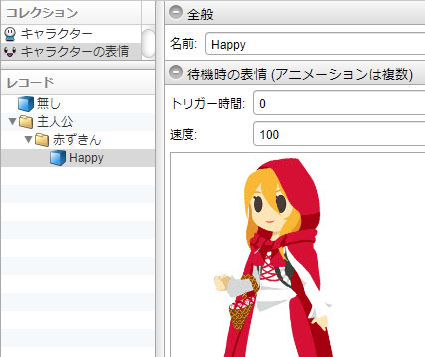 コレクション
キャラクター
キャラクターの表情
レコード
無し
主人公
赤ずきん
Happy
全般
名前: Happy
待機時の表情 (アニメーションは複数)
トリガー時間: 0
速度: 100